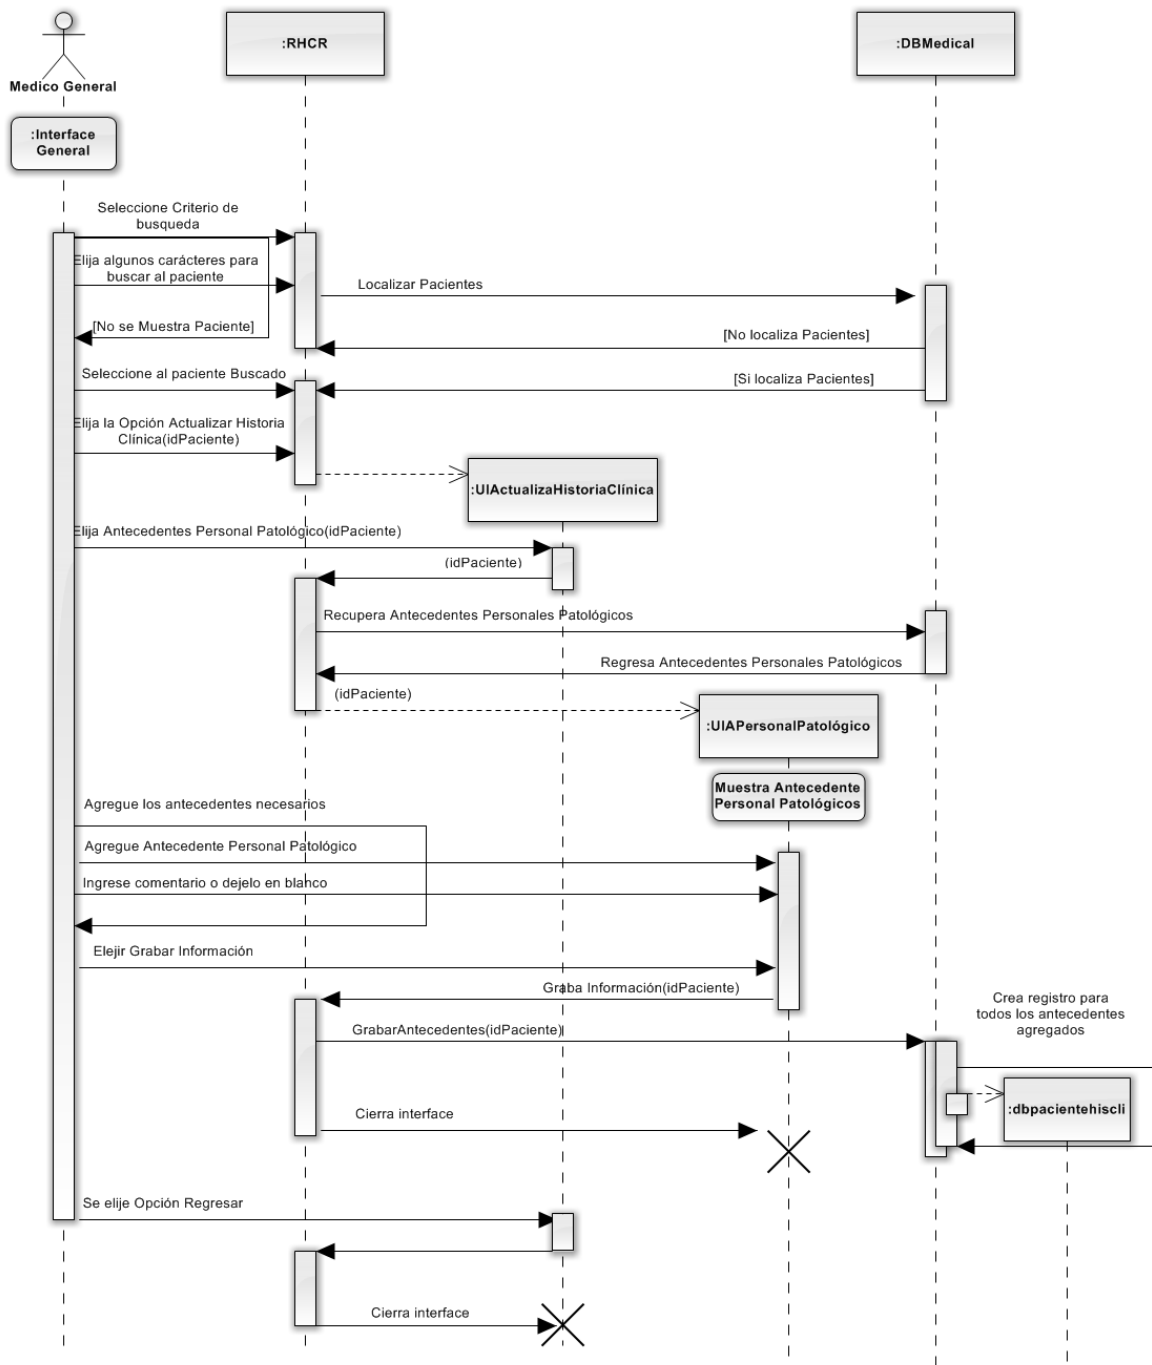 :RHCR
:DBMedical
Medico General
:Interface
General
Seleccione Criterio de
busqueda
Elija algunos carácteres para
buscar al paciente
Localizar Pacientes
[No se Muestra Paciente]
[No localiza Pacientes]
Seleccione al paciente Buscado
[Si localiza Pacientes]
Elija la Opción Actualizar Historia
Clínica(idPaciente)
:UIActualizaHistoriaClínica
Elija Antecedentes Personal Patológico(idPaciente)
(idPaciente)
Recupera Antecedentes Personales Patológicos
Regresa Antecedentes Personales Patológicos
(idPaciente)
:UIAPersonalPatológico
Muestra Antecedente
Personal Patológicos
Agregue los antecedentes necesarios
Agregue Antecedente Personal Patológico
Ingrese comentario o dejelo en blanco
Elejir Grabar Información
Graba Información(idPaciente)
Crea registro para
todos los antecedentes
agregados
GrabarAntecedentes(idPaciente)
:dbpacientehiscli
Cierra interface
Se elije Opción Regresar
Cierra interface